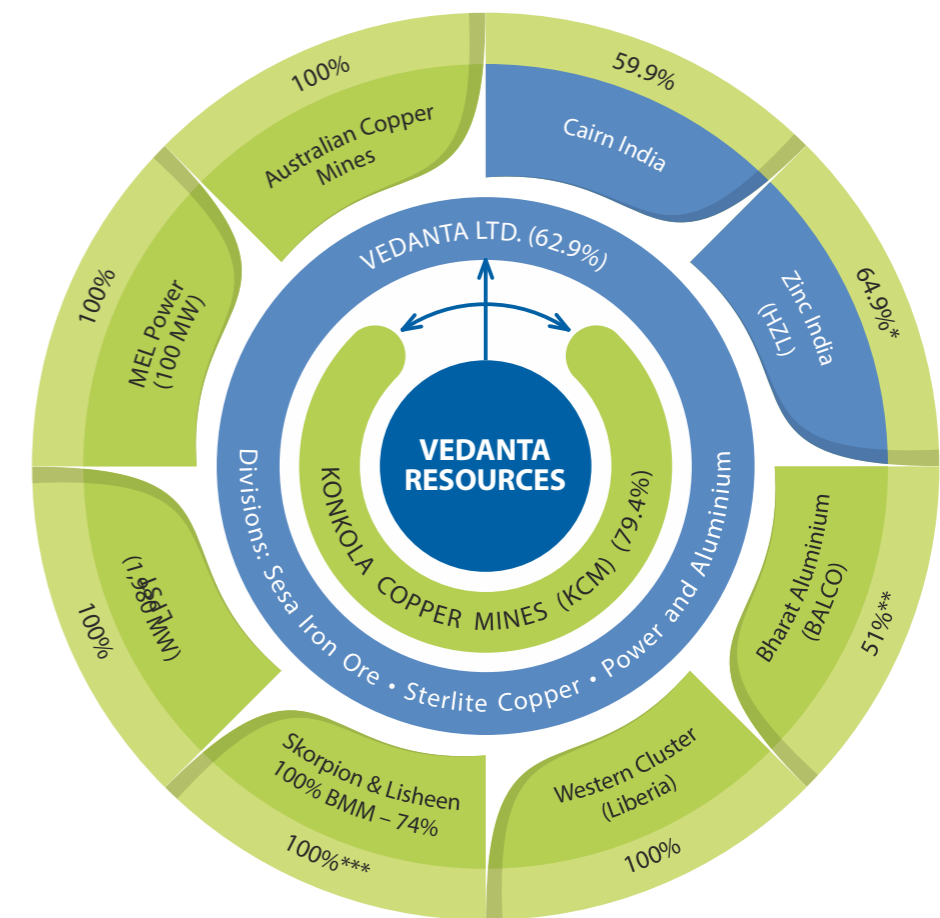 VEDANTA
RESOURCES
KONKOLA COPPER MINES (KCM) (79.4%)
VEDANTA LTD. (62.9%)
Divisions: Sesa Iron Ore • Sterlite Copper • Power and Aluminium
59.9%
Cairn India
64.9%*
Zinc India
(HZL)
51%**
Bharat Aluminium
(BALCO)
100%
Western Cluster
(Liberia)
100%***
Skorpion & Lisheen
100% BMM – 74%
100%
(1,980 MW)
100%
MEL Power
(100 MW)
100%
Australian Copper
Mines